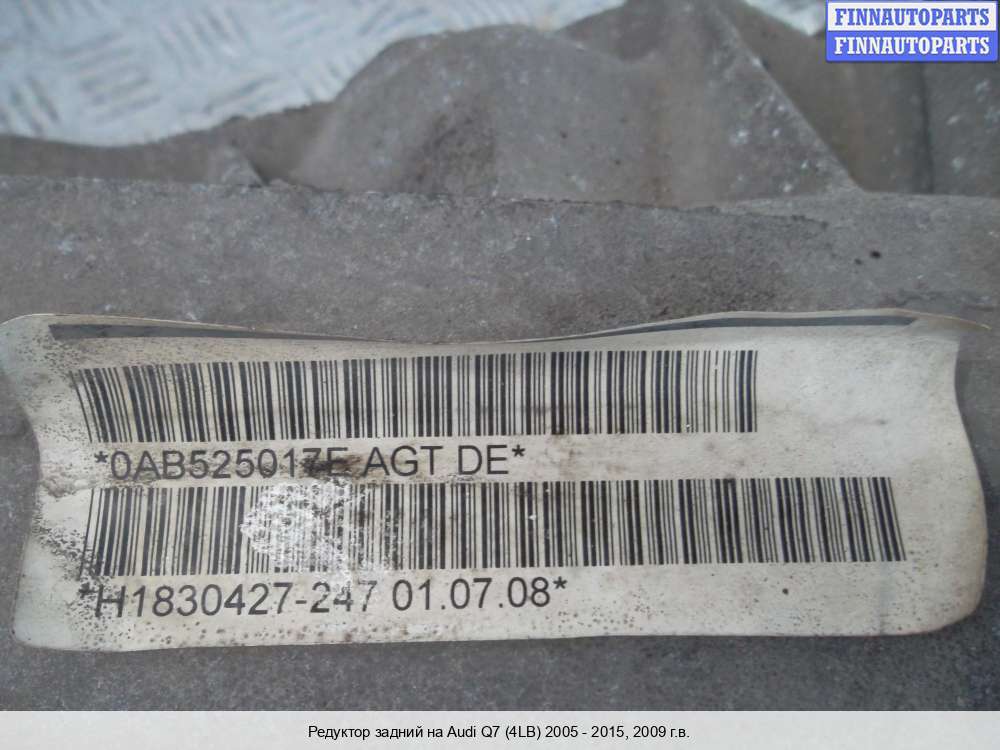 FINNAUTOPARTS
FINNAUTOPARTS
*0AB525017E AGT DE*
*H1830427-247 01.07.08*
Редуктор задний на Audi Q7 (4LB) 2005 - 2015, 2009 г.в.